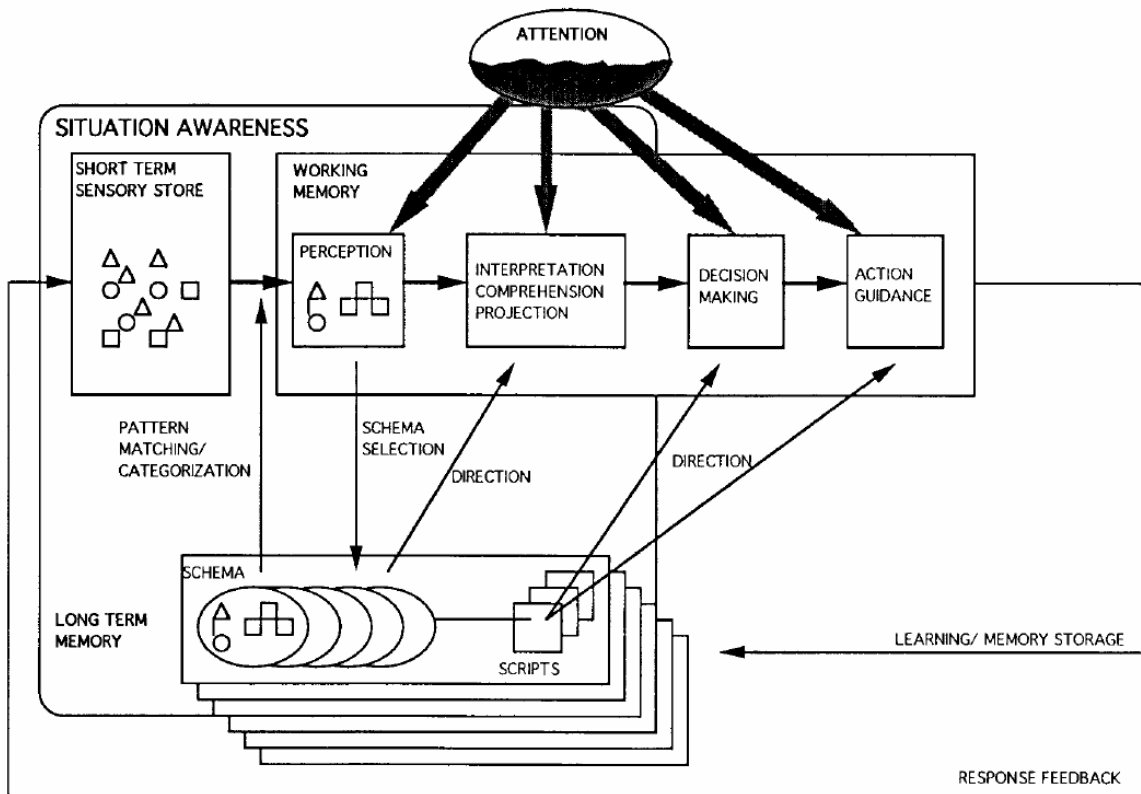 ATTENTION
SITUATION AWARENESS
SHORT TERM
SENSORY STORE
WORKING
MEMORY
PERCEPTION
INTERPRETATION
COMPREHENSION
PROJECTION
DECISION
MAKING
ACTION
GUIDANCE
PATTERN
MATCHING/
CATEGORIZATION
SCHEMA
SELECTION
DIRECTION
DIRECTION
SCHEMA
LONG TERM
MEMORY
SCRIPTS
LEARNING/ MEMORY STORAGE
RESPONSE FEEDBACK